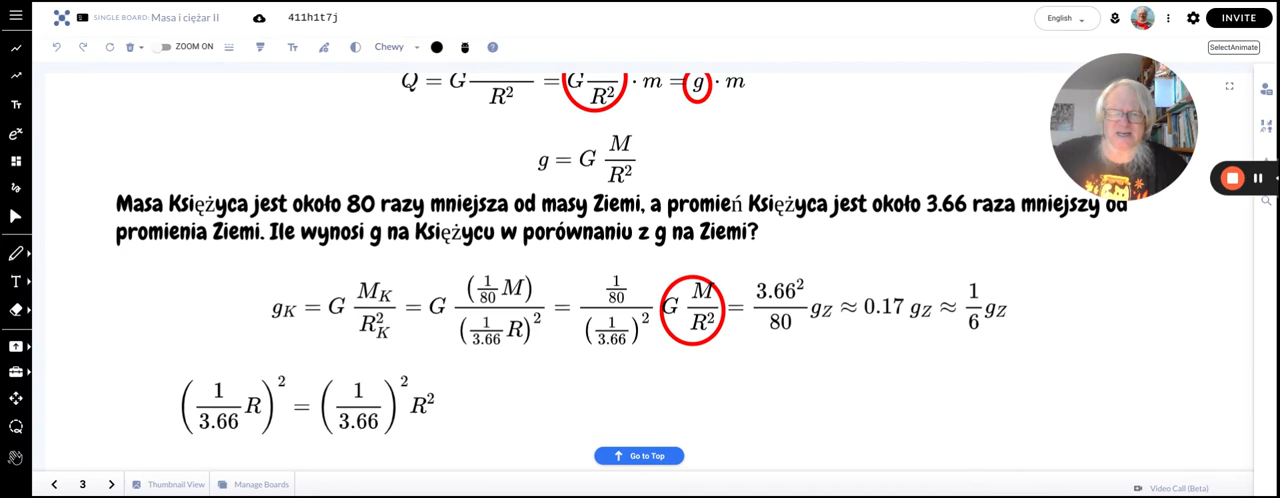 SINGLE BOARD: Masa i ciężar II
411h1t7j
English
INVITE
ZOOM ON
Tт
Chewy
SelectAnimate
Q = G / R² = G / R² · m = g · m
g = G M/R²
Masa Księżyca jest około 80 razy mniejsza od masy Ziemi, a promień Księżyca jest około 3.66 raza mniejszy od
promienia Ziemi. Ile wynosi g na Księżycu w porównaniu z g na Ziemi?
g_K = G M_K/R_K² = G (1/80 M)/(1/3.66 R)² = (1/80)/(1/3.66)² G M/R² = 3.66²/80 g_Z ≈ 0.17 g_Z ≈ 1/6 g_Z
(1/3.66 R)² = (1/3.66)² R²
Go to Top
3
Thumbnail View
Manage Boards
Video Call (Beta)